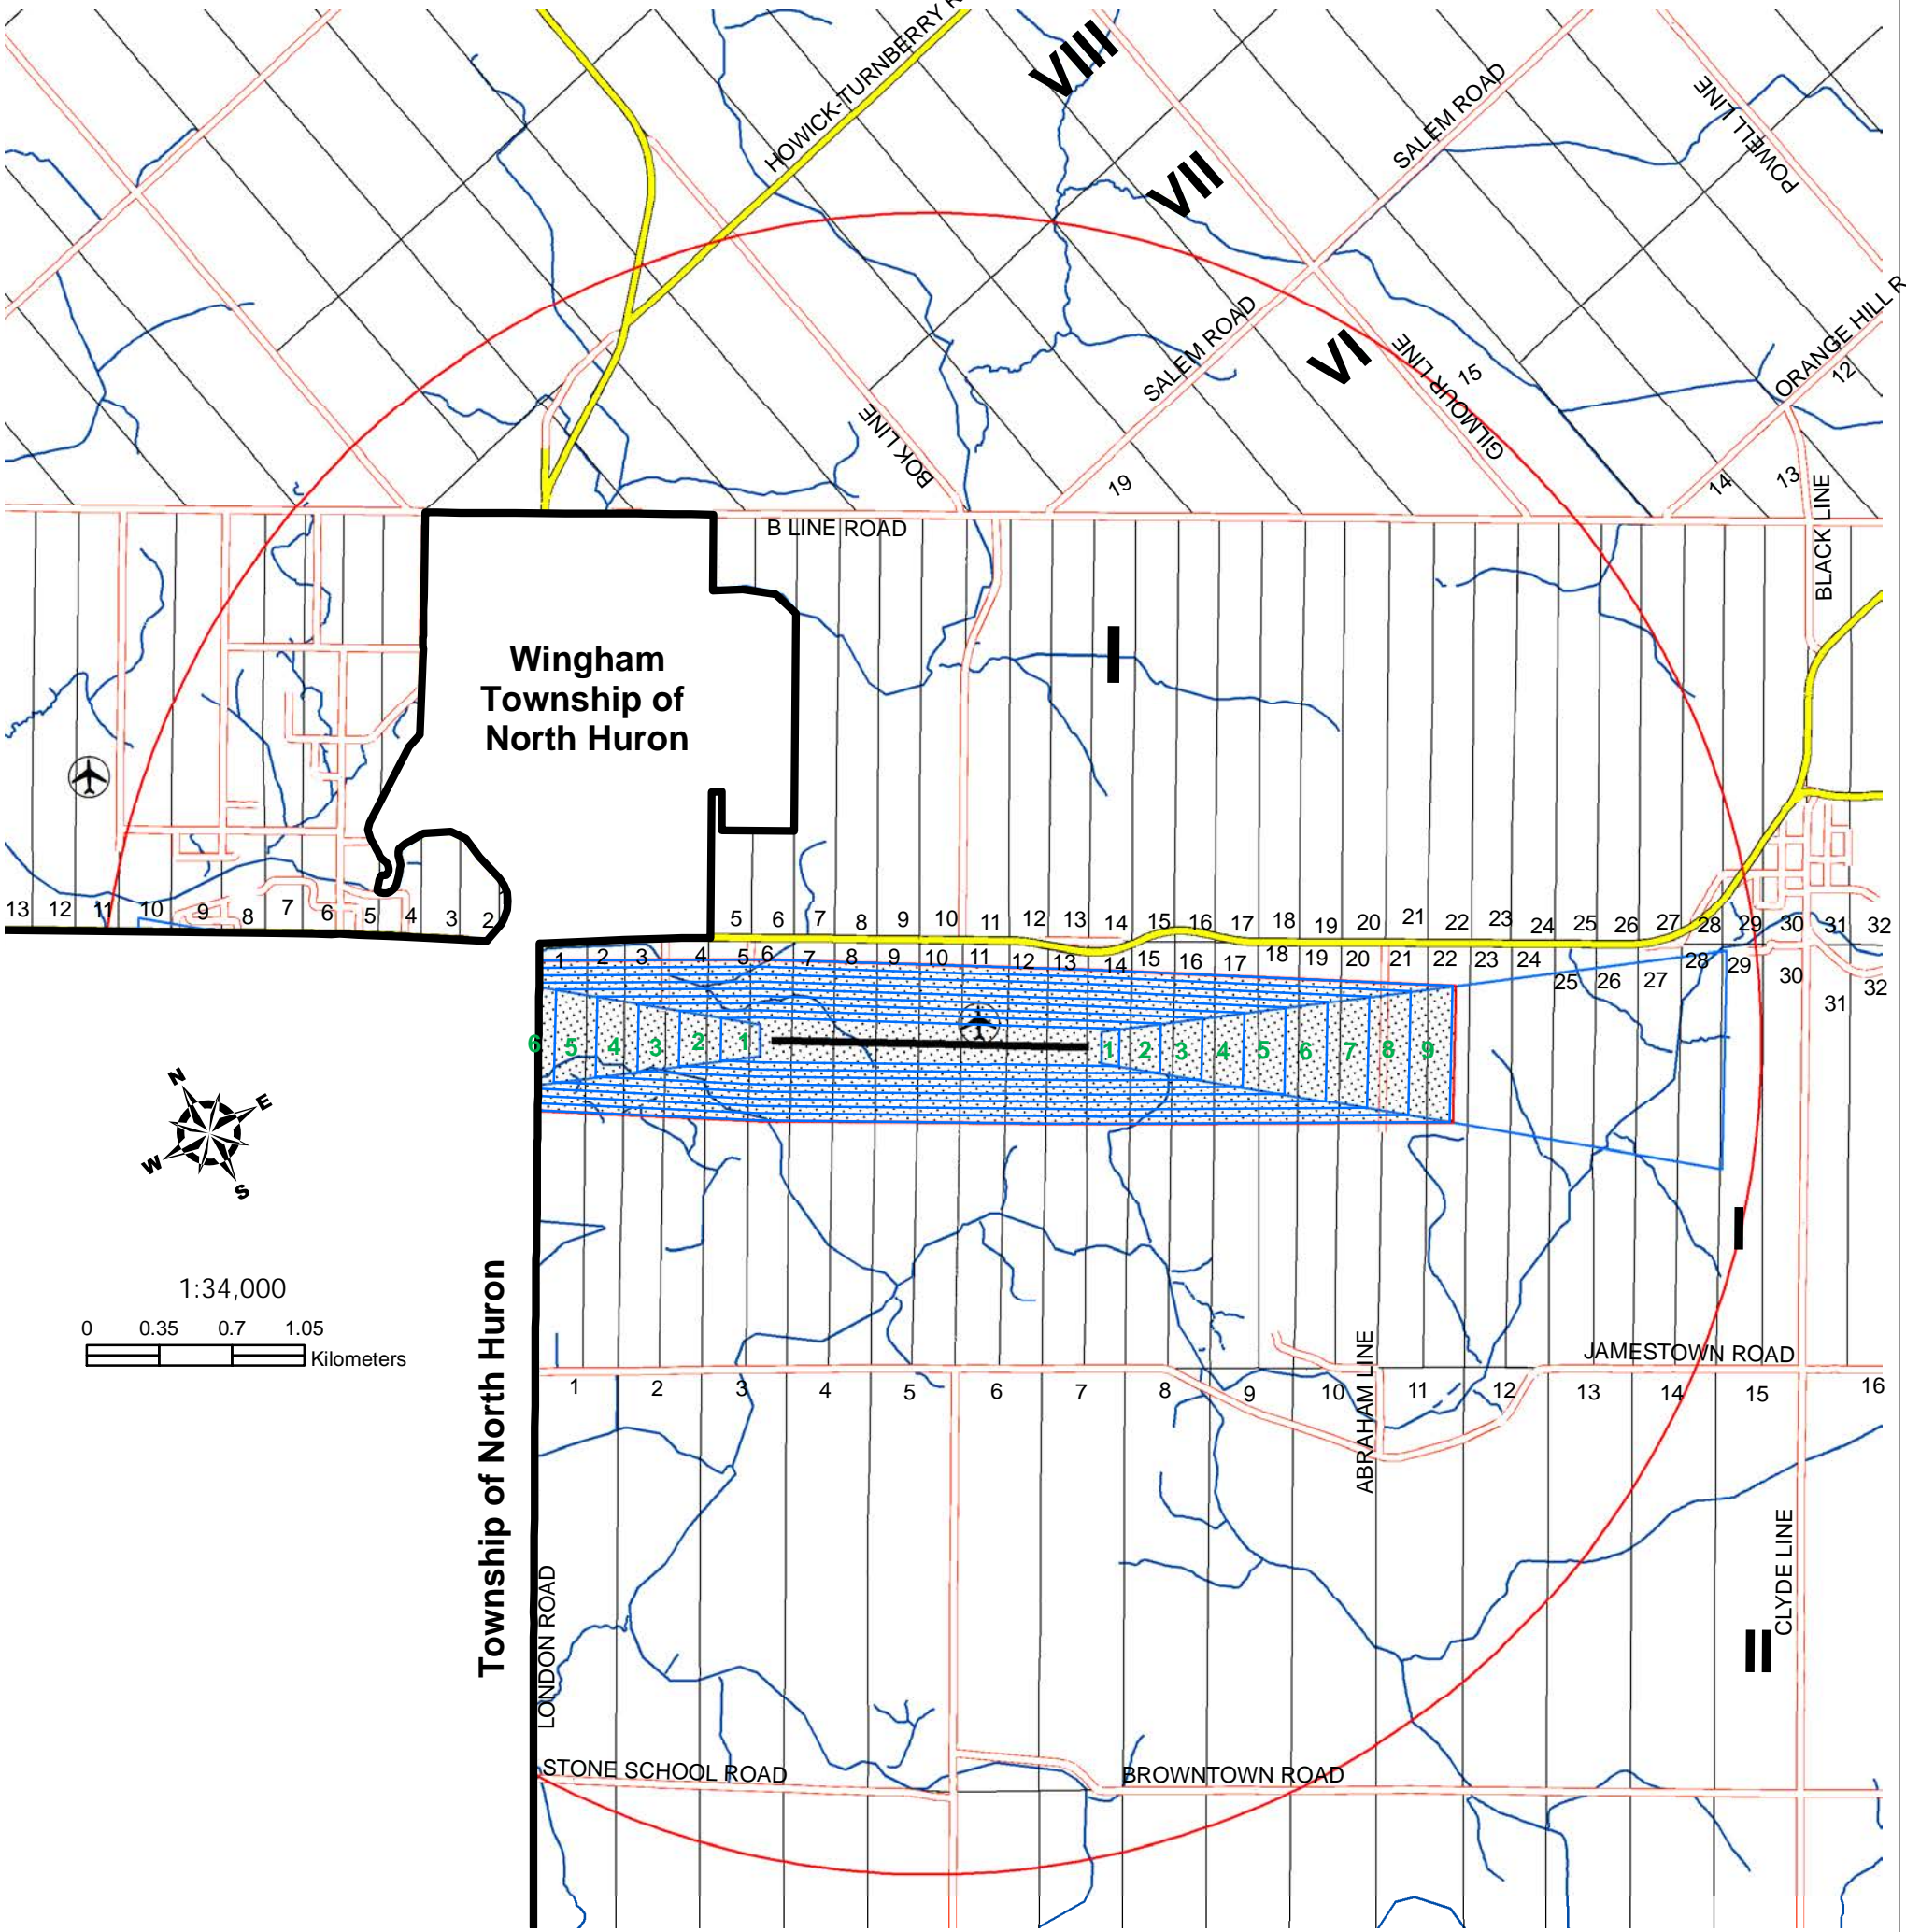 HOWICK-TURNBERRY R
VIIII
SALEM ROAD
POWELL LINE
VII
SALEM ROAD
VI
GILMOUR LINE
15
ORANGE HILL R
12
BOK LINE
19
14
13
BLACK LINE
B LINE ROAD
Wingham
Township of
North Huron
I
13 12 11 10 9 8 7 6 5 4 3 2
5 6 7 8 9 10 11 12 13 14 15 16 17 18 19 20 21 22 23 24 25 26 27 28 29 30 31 32
1 2 3 4 5 6 7 8 9 10 11 12 13 14 15 16 17 18 19 20 21 22 23 24 25 26 27 28 29 30 31 32
6 5 4 3 2 1 1 2 3 4 5 6 7 8 9
N
E
W
S
I
1:34,000
0 0.35 0.7 1.05
Kilometers
Township of North Huron
JAMESTOWN ROAD
1 2 3 4 5 6 7 8 9 10 11 12 13 14 15 16
ABRAHAM LINE
CLYDE LINE
II
LONDON ROAD
STONE SCHOOL ROAD
BROWNTOWN ROAD